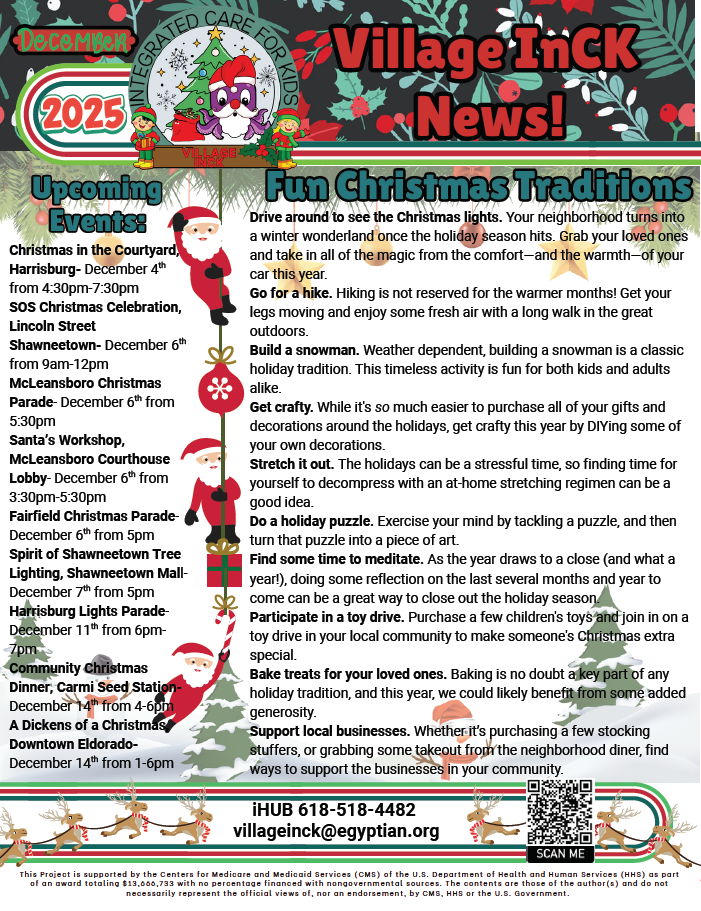 December
2025
INTEGRATED CARE FOR KIDS
VILLAGE
INCK
Village InCK
News!
Upcoming
Events:
Christmas in the Courtyard,
Harrisburg- December 4th
from 4:30pm-7:30pm
SOS Christmas Celebration,
Lincoln Street
Shawneetown- December 6th
from 9am-12pm
McLeansboro Christmas
Parade- December 6th from
5:30pm
Santa’s Workshop,
McLeansboro Courthouse
Lobby- December 6th from
3:30pm-5:30pm
Fairfield Christmas Parade-
December 6th from 5pm
Spirit of Shawneetown Tree
Lighting, Shawneetown Mall-
December 7th from 5pm
Harrisburg Lights Parade-
December 11th from 6pm-
7pm
Community Christmas
Dinner, Carmi Seed Station-
December 14th from 4-6pm
A Dickens of a Christmas,
Downtown Eldorado-
December 14th from 1-6pm
Fun Christmas Traditions
Drive around to see the Christmas lights. Your neighborhood turns into
a winter wonderland once the holiday season hits. Grab your loved ones
and take in all of the magic from the comfort—and the warmth—of your
car this year.
Go for a hike. Hiking is not reserved for the warmer months! Get your
legs moving and enjoy some fresh air with a long walk in the great
outdoors.
Build a snowman. Weather dependent, building a snowman is a classic
holiday tradition. This timeless activity is fun for both kids and adults
alike.
Get crafty. While it's so much easier to purchase all of your gifts and
decorations around the holidays, get crafty this year by DIYing some of
your own decorations.
Stretch it out. The holidays can be a stressful time, so finding time for
yourself to decompress with an at-home stretching regimen can be a
good idea.
Do a holiday puzzle. Exercise your mind by tackling a puzzle, and then
turn that puzzle into a piece of art.
Find some time to meditate. As the year draws to a close (and what a
year!), doing some reflection on the last several months and year to
come can be a great way to close out the holiday season.
Participate in a toy drive. Purchase a few children's toys and join in on a
toy drive in your local community to make someone's Christmas extra
special.
Bake treats for your loved ones. Baking is no doubt a key part of any
holiday tradition, and this year, we could likely benefit from some added
generosity.
Support local businesses. Whether it's purchasing a few stocking
stuffers, or grabbing some takeout from the neighborhood diner, find
ways to support the businesses in your community.
iHUB 618-518-4482
villageinck@egyptian.org
SCAN ME
This Project is supported by the Centers for Medicare and Medicaid Services (CMS) of the U.S. Department of Health and Human Services (HHS) as part
of an award totaling $13,666,733 with no percentage financed with nongovernmental sources. The contents are those of the author(s) and do not
necessarily represent the official views of, nor an endorsement, by CMS, HHS or the U.S. Government.